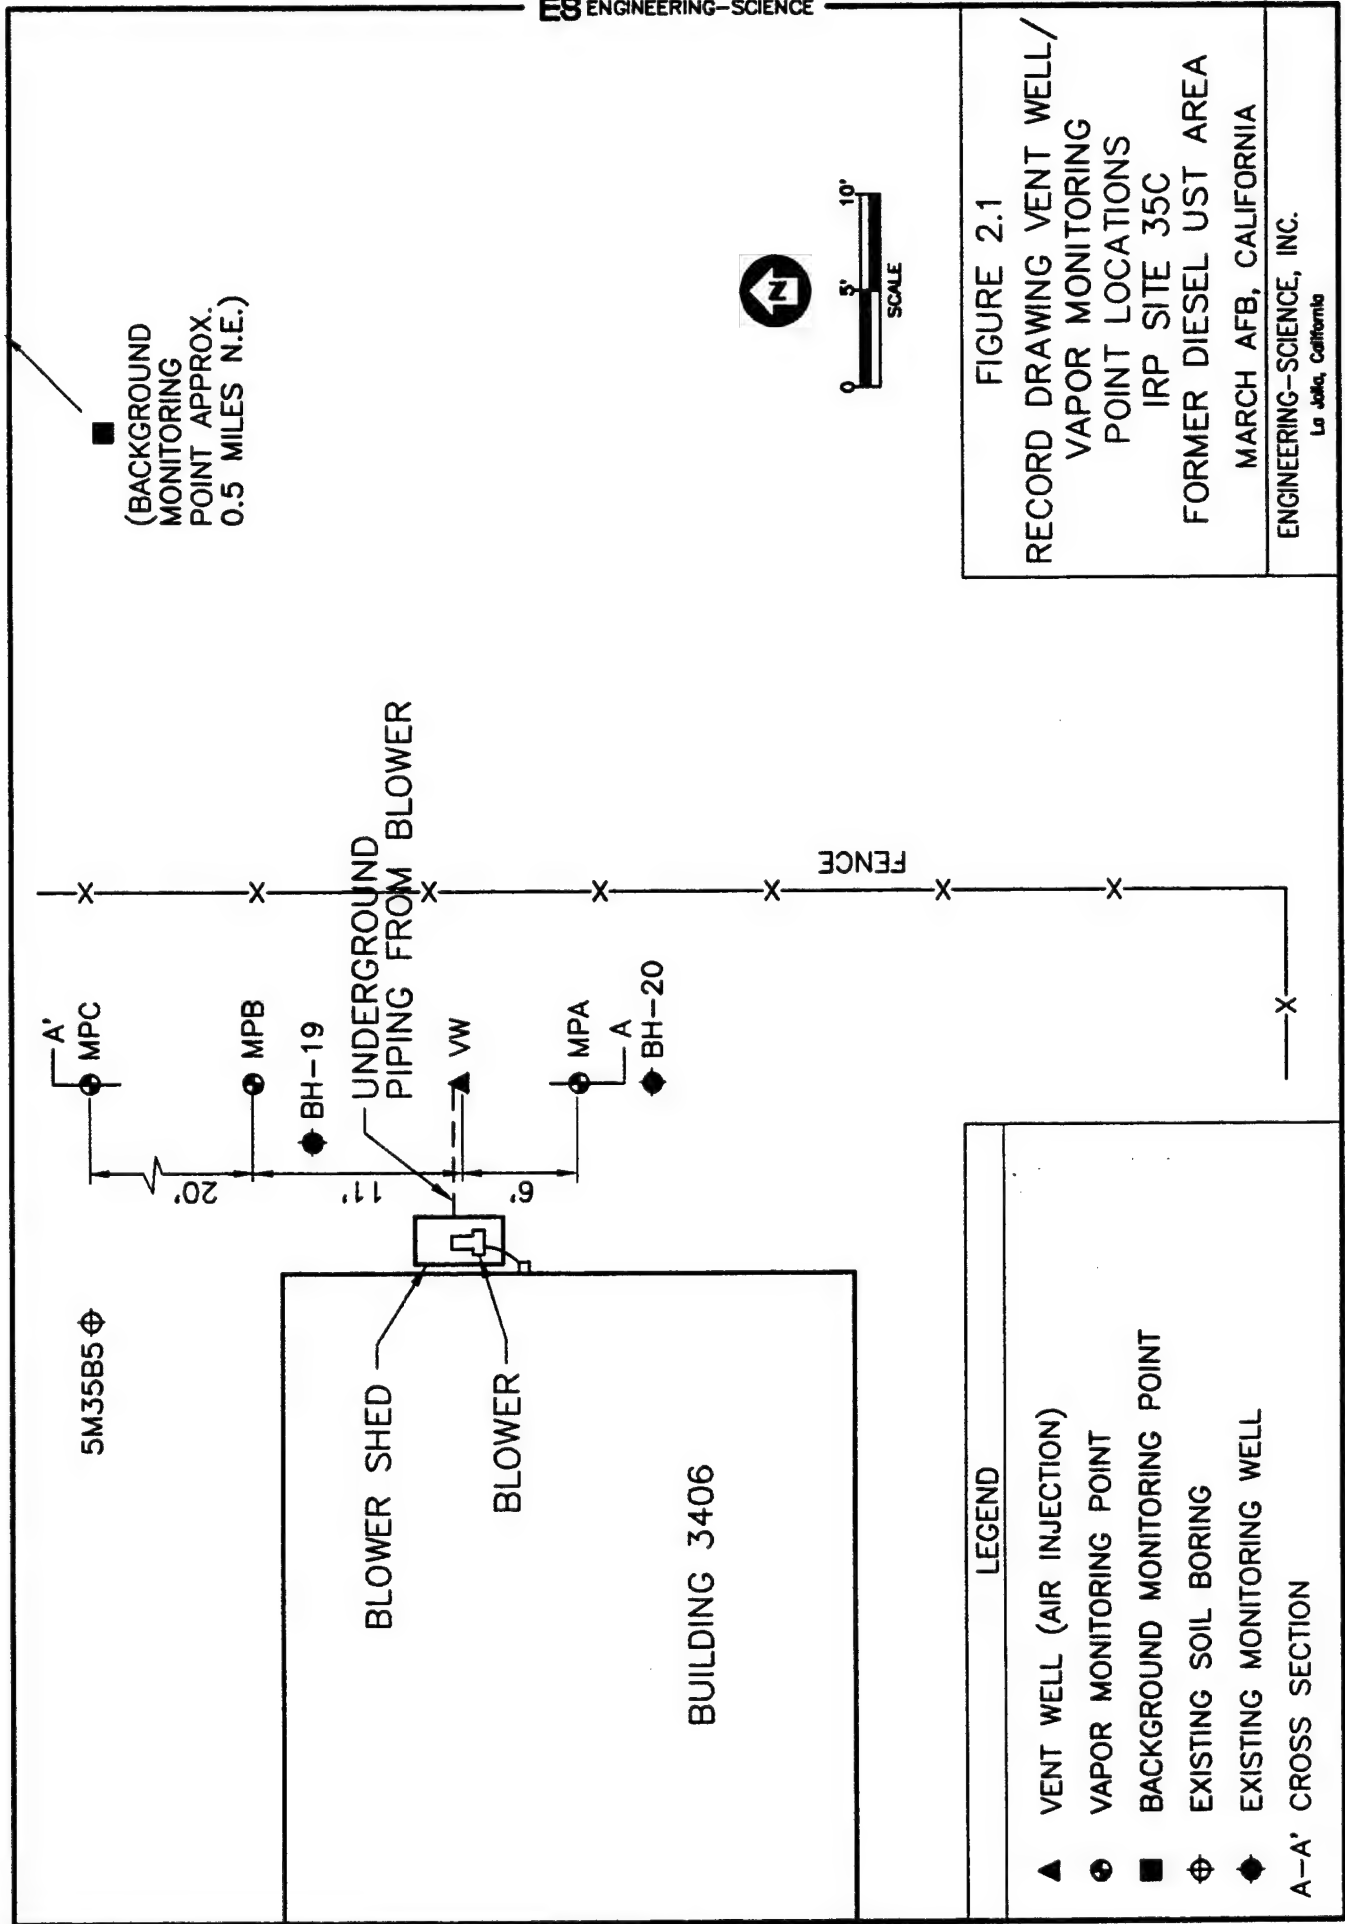 ES ENGINEERING-SCIENCE
5M35B5
A'
MPC
MPB
BH-19
UNDERGROUND
PIPING FROM BLOWER
VW
MPA
A
BH-20
20'
11'
6'
BLOWER SHED
BLOWER
BUILDING 3406
X
X
X
X
X
X
X
X
FENCE
(BACKGROUND
MONITORING
POINT APPROX.
0.5 MILES N.E.)
N
0 5' 10'
SCALE
LEGEND
VENT WELL (AIR INJECTION)
VAPOR MONITORING POINT
BACKGROUND MONITORING POINT
EXISTING SOIL BORING
EXISTING MONITORING WELL
A-A' CROSS SECTION
FIGURE 2.1
RECORD DRAWING VENT WELL/
VAPOR MONITORING
POINT LOCATIONS
IRP SITE 35C
FORMER DIESEL UST AREA
MARCH AFB, CALIFORNIA
ENGINEERING-SCIENCE, INC.
La Jolla, California